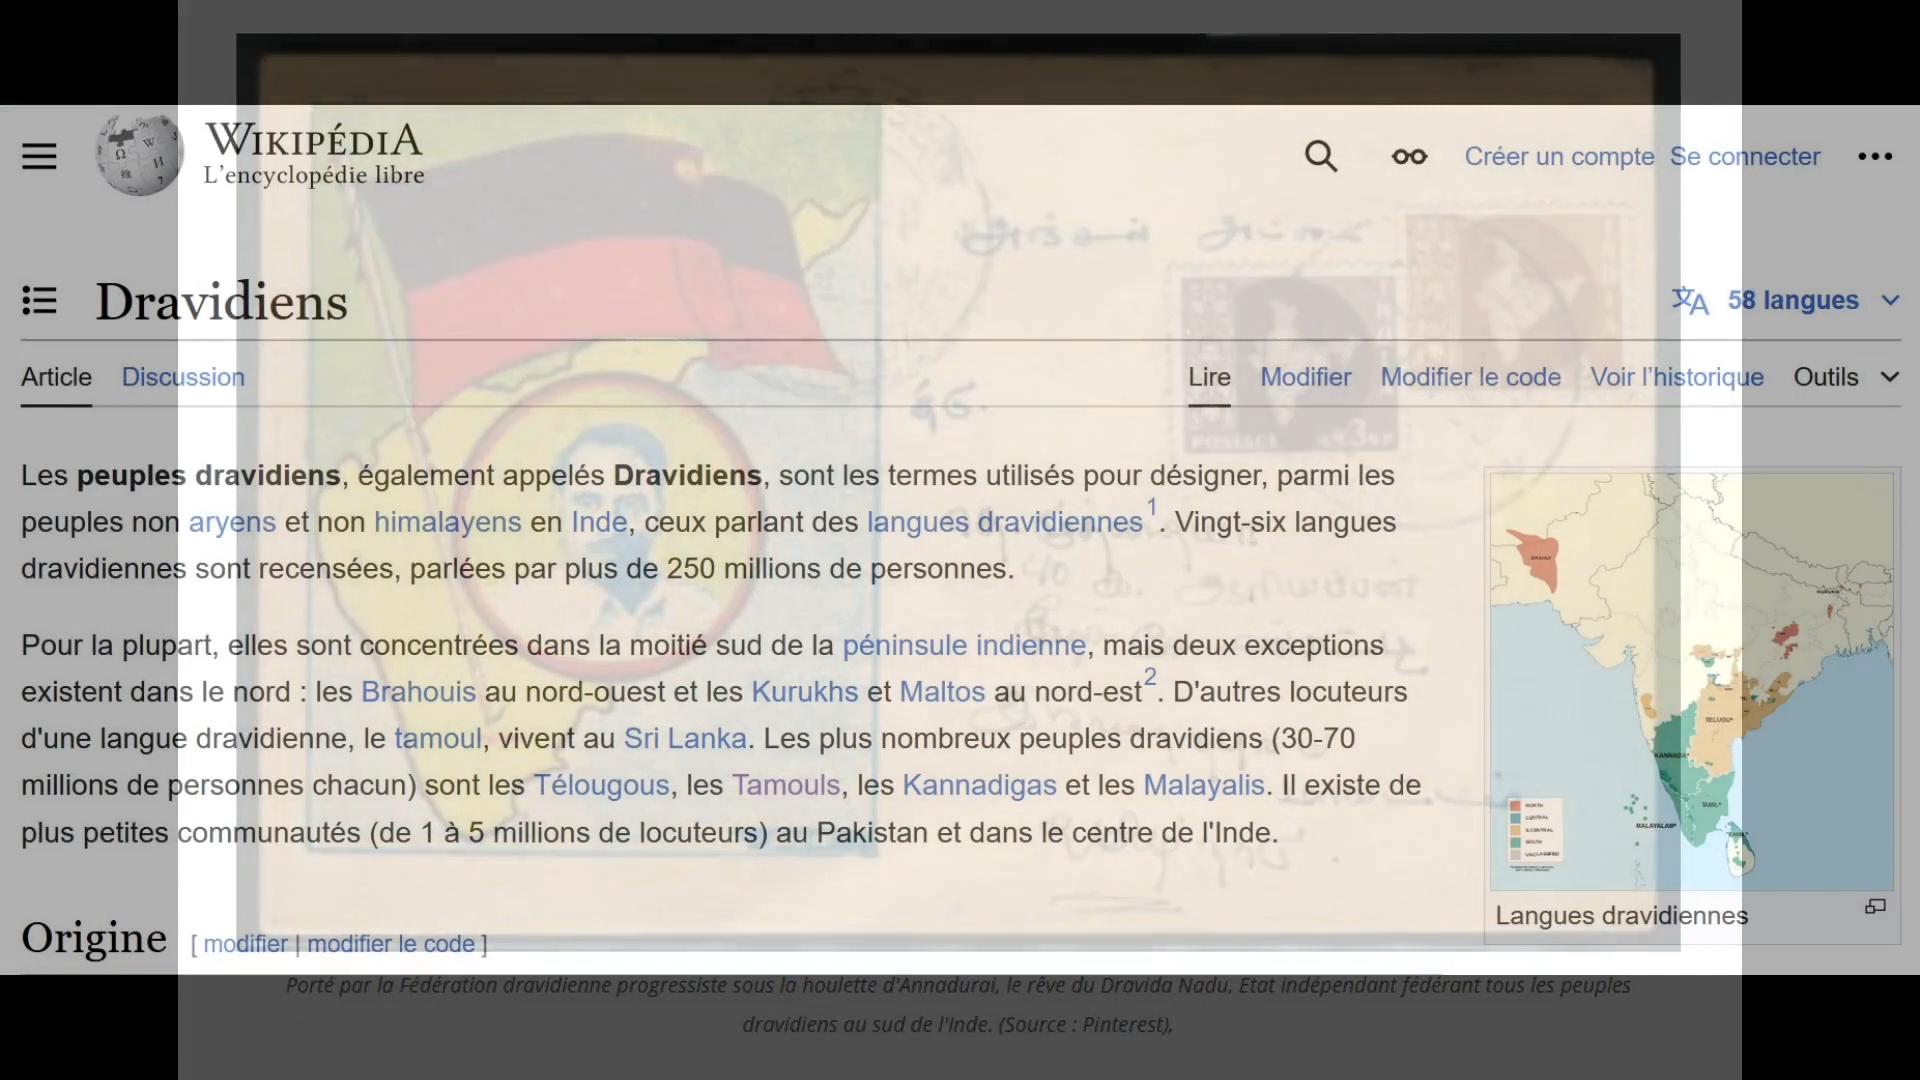 WIKIPÉDIA
L'encyclopédie libre
Créer un compte Se connecter
Dravidiens
58 langues
Article Discussion
Lire Modifier Modifier le code Voir l'historique Outils
Les peuples dravidiens, également appelés Dravidiens, sont les termes utilisés pour désigner, parmi les
peuples non aryens et non himalayens en Inde, ceux parlant des langues dravidiennes1. Vingt-six langues
dravidiennes sont recensées, parlées par plus de 250 millions de personnes.
Pour la plupart, elles sont concentrées dans la moitié sud de la péninsule indienne, mais deux exceptions
existent dans le nord : les Brahouis au nord-ouest et les Kurukhs et Maltos au nord-est2. D'autres locuteurs
d'une langue dravidienne, le tamoul, vivent au Sri Lanka. Les plus nombreux peuples dravidiens (30-70
millions de personnes chacun) sont les Télougous, les Tamouls, les Kannadigas et les Malayalis. Il existe de
plus petites communautés (de 1 à 5 millions de locuteurs) au Pakistan et dans le centre de l'Inde.
TELUGU
KANNADA
TAMIL
MALAYALAM
NORTH
CENTRAL
SOUTH
Langues dravidiennes
Origine [ modifier | modifier le code ]
POSTAGE
Porté par la Fédération dravidienne progressiste sous la houlette d'Annadurai, le rêve du Dravida Nadu, Etat indépendant fédérant tous les peuples
dravidiens au sud de l'Inde. (Source : Pinterest),